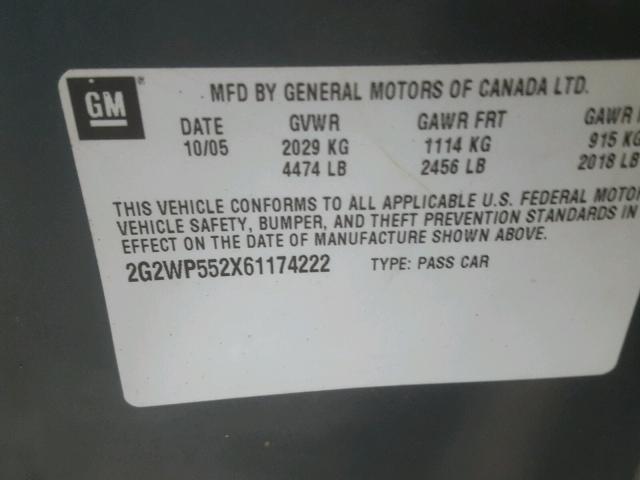 GM ® MFD BY GENERAL MOTORS OF CANADA LTD.
DATE GVWR GAWR FRT GAWR
10/05 2029 KG 1114 KG 915 KG
4474 LB 2456 LB 2018 LB
THIS VEHICLE CONFORMS TO ALL APPLICABLE U.S. FEDERAL MOTOR
VEHICLE SAFETY, BUMPER, AND THEFT PREVENTION STANDARDS IN
EFFECT ON THE DATE OF MANUFACTURE SHOWN ABOVE.
2G2WP552X61174222 TYPE: PASS CAR